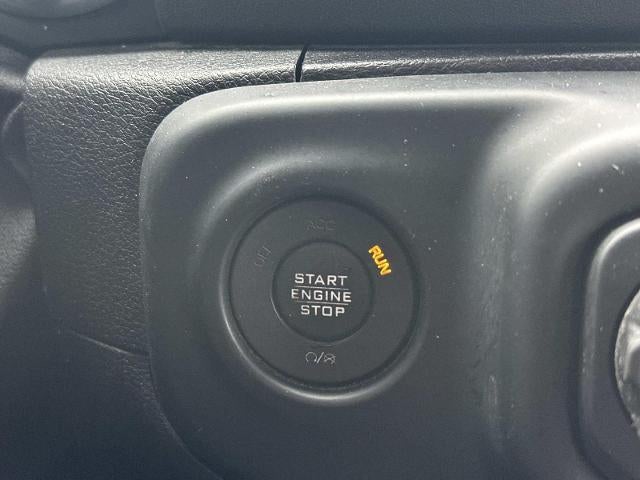 ACC
OFF
RUN
START
ENGINE
STOP